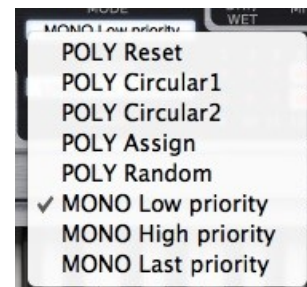 MODE
WET
MONO Low priority
POLY Reset
POLY Circular1
POLY Circular2
POLY Assign
POLY Random
✓ MONO Low priority
MONO High priority
MONO Last priority